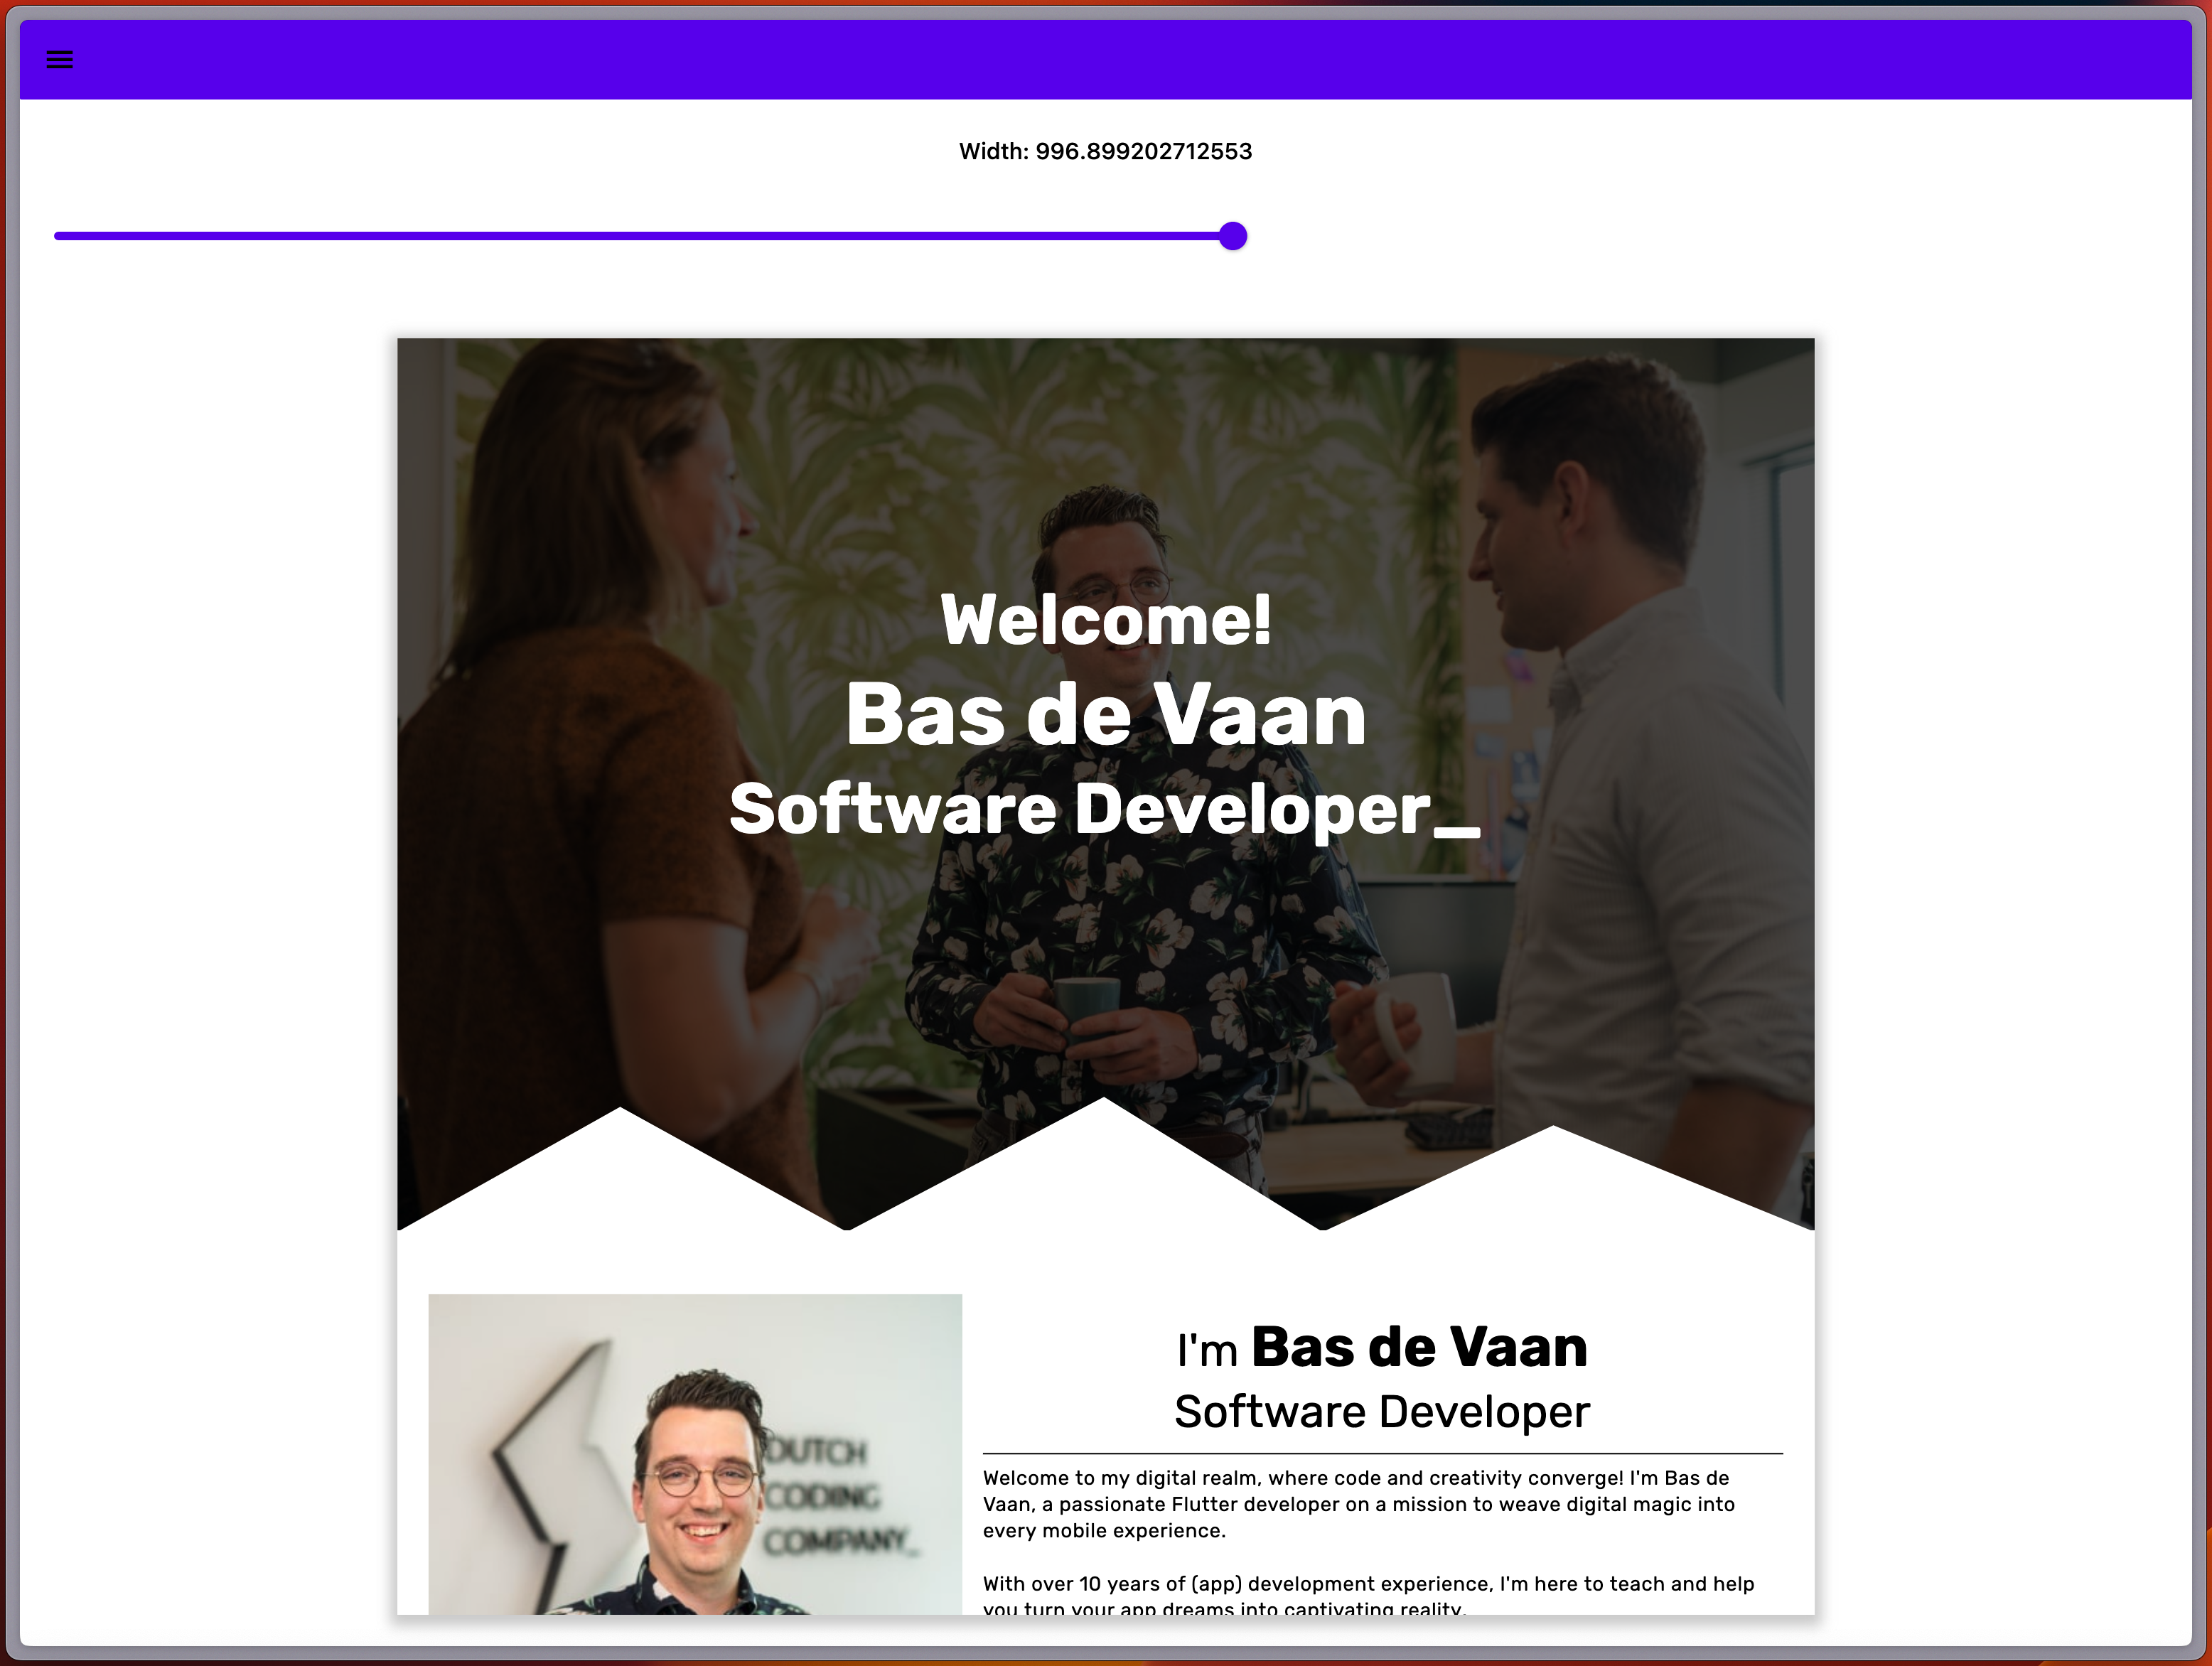 Width: 996.899202712553
Welcome!
Bas de Vaan
Software Developer_
DUTCH
CODING
COMPANY_
I'm Bas de Vaan
Software Developer
Welcome to my digital realm, where code and creativity converge! I'm Bas de
Vaan, a passionate Flutter developer on a mission to weave digital magic into
every mobile experience.
With over 10 years of (app) development experience, I'm here to teach and help
you turn your app dreams into captivating reality.